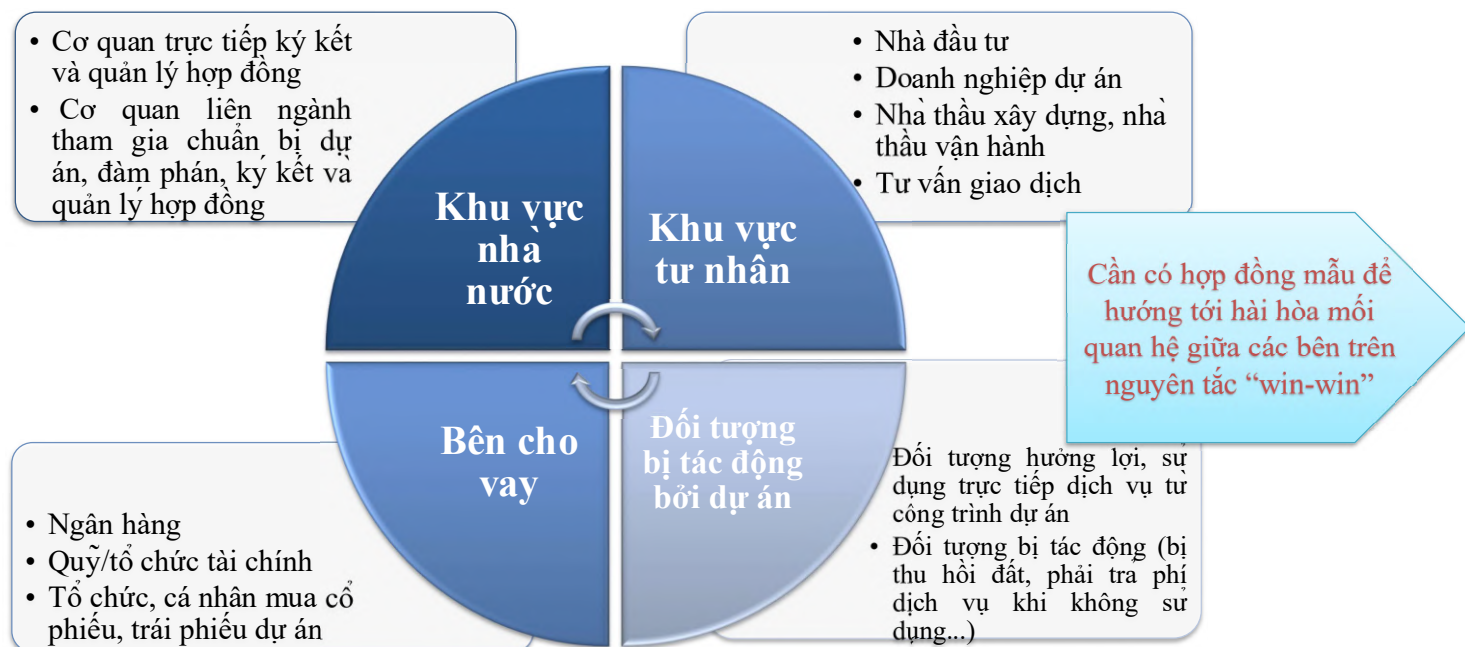 • Cơ quan trực tiếp ký kết
và quản lý hợp đồng
• Cơ quan liên ngành
tham gia chuẩn bị dự
án, đàm phán, ký kết và
quản lý hợp đồng
• Nhà đầu tư
• Doanh nghiệp dự án
• Nhà thầu xây dựng, nhà
thầu vận hành
• Tư vấn giao dịch
Khu vực
nhà
nước
Khu vực
tư nhân
Cần có hợp đồng mẫu để
hướng tới hài hòa mối
quan hệ giữa các bên trên
nguyên tắc “win-win”
Bên cho
vay
Đối tượng
bị tác động
bởi dự án
• Ngân hàng
• Quỹ/tổ chức tài chính
• Tổ chức, cá nhân mua cổ
phiếu, trái phiếu dự án
Đối tượng hưởng lợi, sử
dụng trực tiếp dịch vụ từ
công trình dự án
• Đối tượng bị tác động (bị
thu hồi đất, phải trả phí
dịch vụ khi không sử
dụng...)